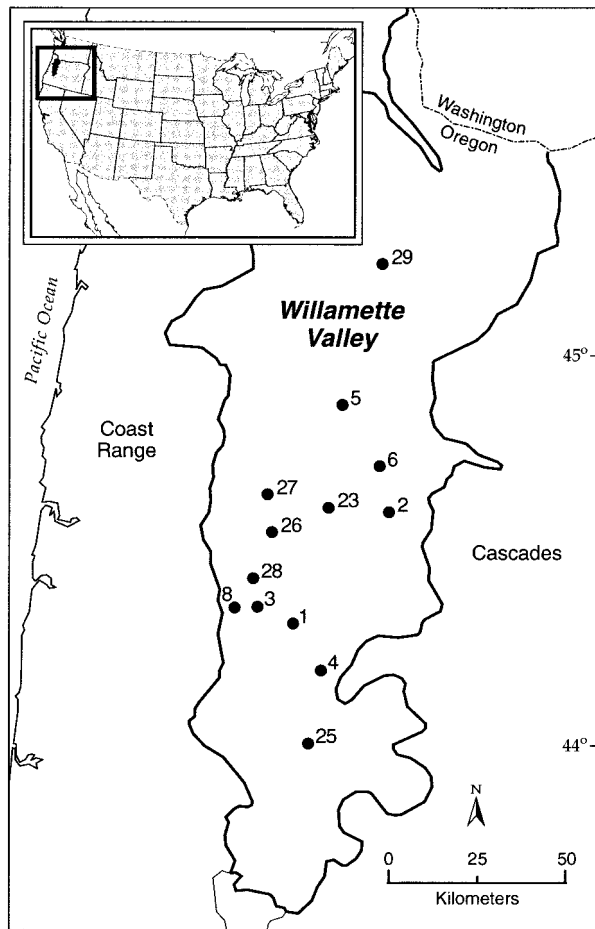 Washington
Oregon
29
Willamette
Valley
Pacific Ocean
45°
5
Coast
Range
6
27
23
2
26
Cascades
28
8
3
1
4
25
44°
N
0
25
50
Kilometers